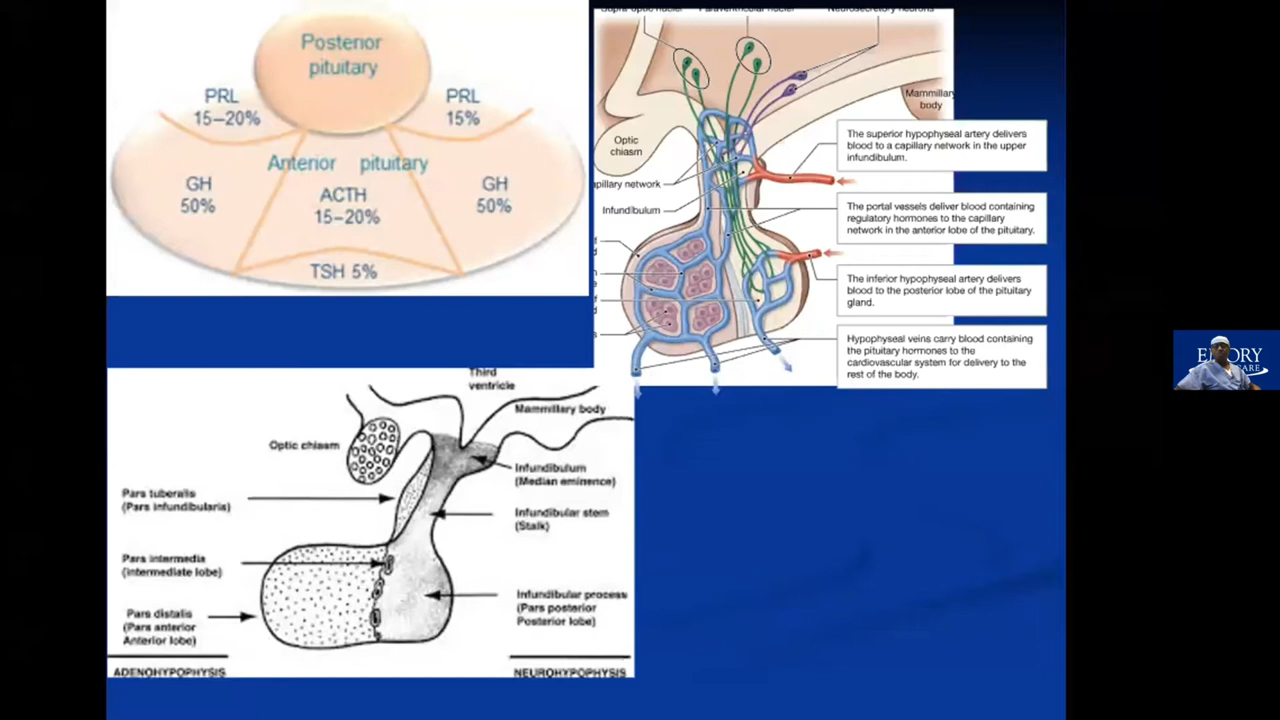 Posterior
pituitary
PRL
15–20%
PRL
15%
Anterior pituitary
GH
50%
ACTH
15–20%
GH
50%
TSH 5%
Mammillary
body
Optic
chiasm
The superior hypophyseal artery delivers
blood to a capillary network in the upper
infundibulum.
apillary network
Infundibulum
The portal vessels deliver blood containing
regulatory hormones to the capillary
network in the anterior lobe of the pituitary.
The inferior hypophyseal artery delivers
blood to the posterior lobe of the pituitary
gland.
Hypophyseal veins carry blood containing
the pituitary hormones to the
cardiovascular system for delivery to the
rest of the body.
Third
ventricle
Mammillary body
Optic chiasm
Infundibulum
(Median eminence)
Pars tuberalis
(Pars infundibularis)
Infundibular stem
(Stalk)
Pars intermedia
(Intermediate lobe)
Infundibular process
(Pars posterior
Posterior lobe)
Pars distalis
(Pars anterior
Anterior lobe)
ADENOHYPOPHYSIS
NEUROHYPOPHYSIS